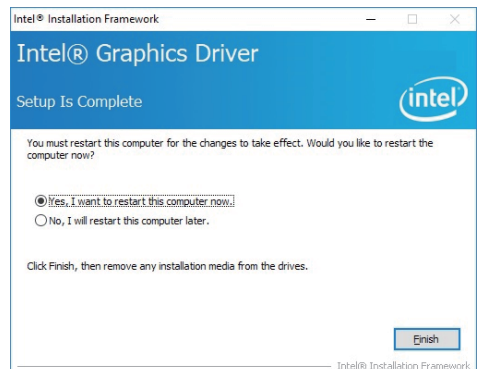 Intel® Installation Framework
Intel® Graphics Driver
Setup Is Complete
intel
You must restart this computer for the changes to take effect. Would you like to restart the
computer now?
Yes, I want to restart this computer now.
No, I will restart this computer later.
Click Finish, then remove any installation media from the drives.
Finish
Intel® Installation Framework